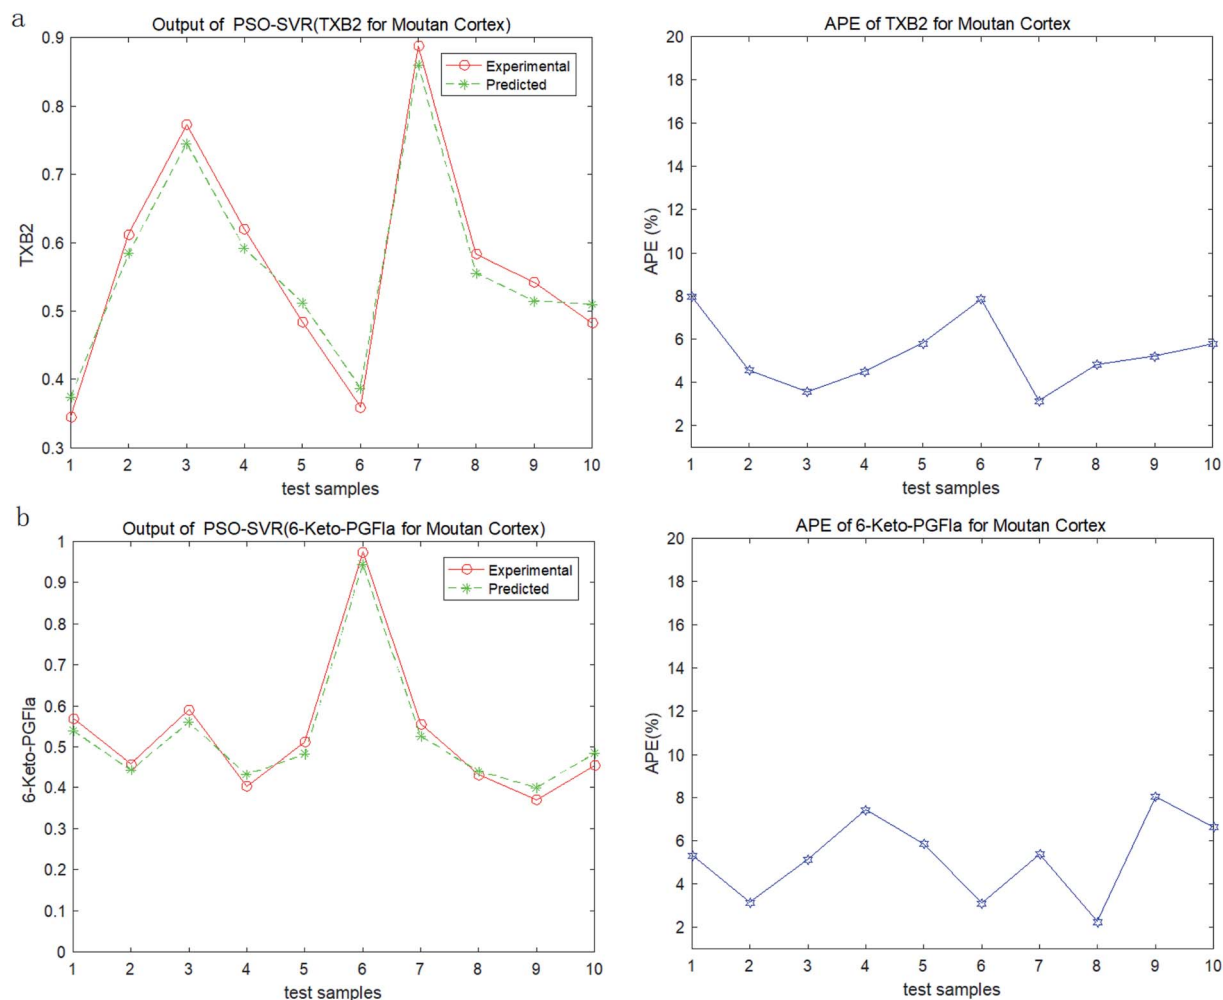 a
Output of PSO-SVR(TXB2 for Moutan Cortex)
0.9
0.8
0.7
0.6
0.5
0.4
0.3
TXB2
Experimental
Predicted
1 2 3 4 5 6 7 8 9 10
test samples
APE of TXB2 for Moutan Cortex
20
18
16
14
12
10
8
6
4
2
APE (%)
1 2 3 4 5 6 7 8 9 10
test samples
b
Output of PSO-SVR(6-Keto-PGFla for Moutan Cortex)
1
0.9
0.8
0.7
0.6
0.5
0.4
0.3
0.2
0.1
0
6-Keto-PGFla
Experimental
Predicted
1 2 3 4 5 6 7 8 9 10
test samples
APE of 6-Keto-PGFla for Moutan Cortex
20
18
16
14
12
10
8
6
4
2
APE(%)
1 2 3 4 5 6 7 8 9 10
test samples